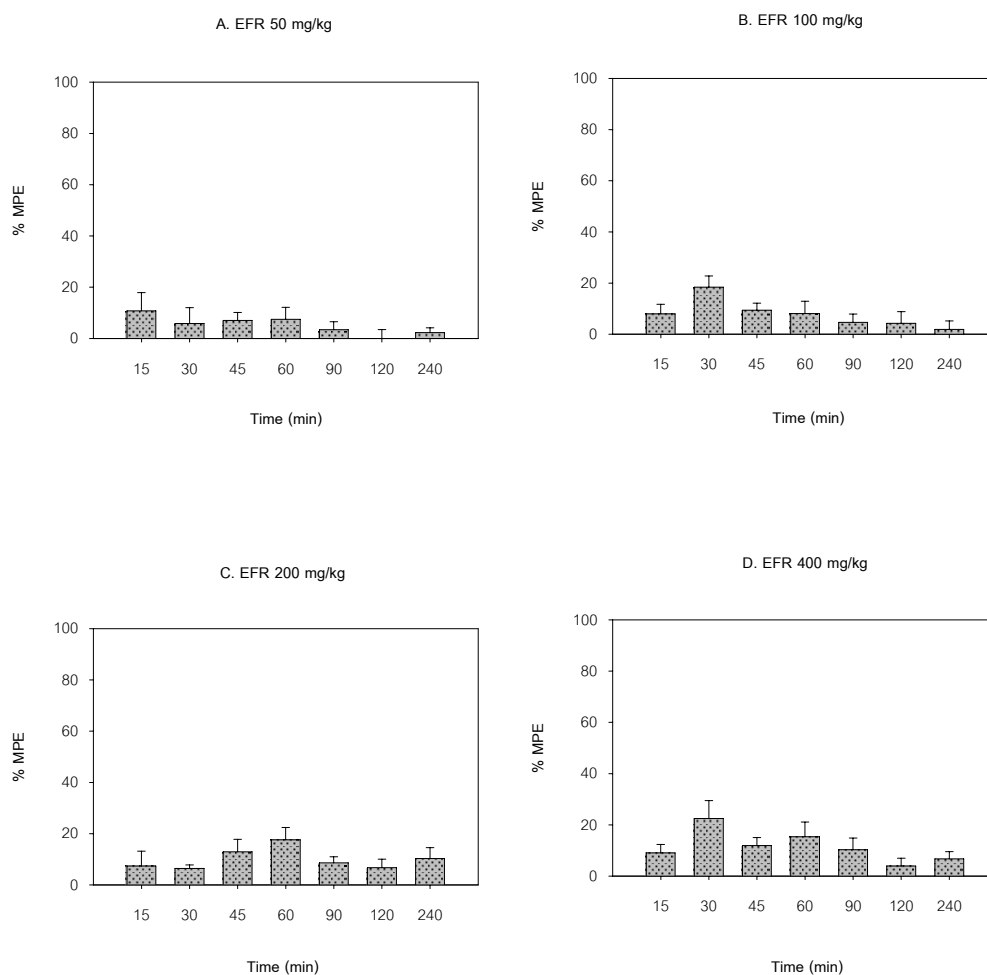 A. EFR 50 mg/kg
100
80
60
40
20
0
% MPE
15 30 45 60 90 120 240
Time (min)
B. EFR 100 mg/kg
100
80
60
40
20
0
% MPE
15 30 45 60 90 120 240
Time (min)
C. EFR 200 mg/kg
100
80
60
40
20
0
% MPE
15 30 45 60 90 120 240
Time (min)
D. EFR 400 mg/kg
100
80
60
40
20
0
% MPE
15 30 45 60 90 120 240
Time (min)